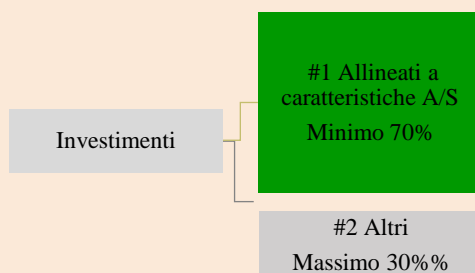 Investimenti
#1 Allineati a
caratteristiche A/S
Minimo 70%
#2 Altri
Massimo 30%%